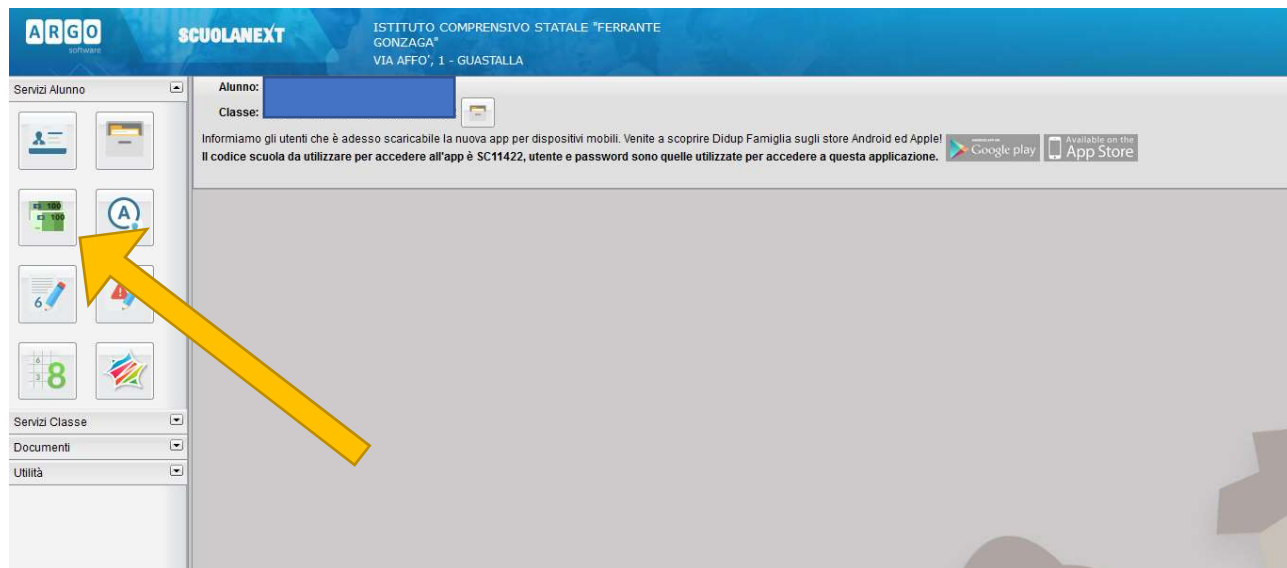 ARGO
software
SCUOLANEXT
ISTITUTO COMPRENSIVO STATALE "FERRANTE
GONZAGA"
VIA AFFO', 1 - GUASTALLA
Servizi Alunno
Alunno:
Classe:
Informiamo gli utenti che è adesso scaricabile la nuova app per dispositivi mobili. Venite a scoprire Didup Famiglia sugli store Android ed Apple!
Il codice scuola da utilizzare per accedere all'app è SC11422, utente e password sono quelle utilizzate per accedere a questa applicazione.
Google play
Available on the
App Store
100
100
A
6
6
3
8
Servizi Classe
Documenti
Utilità